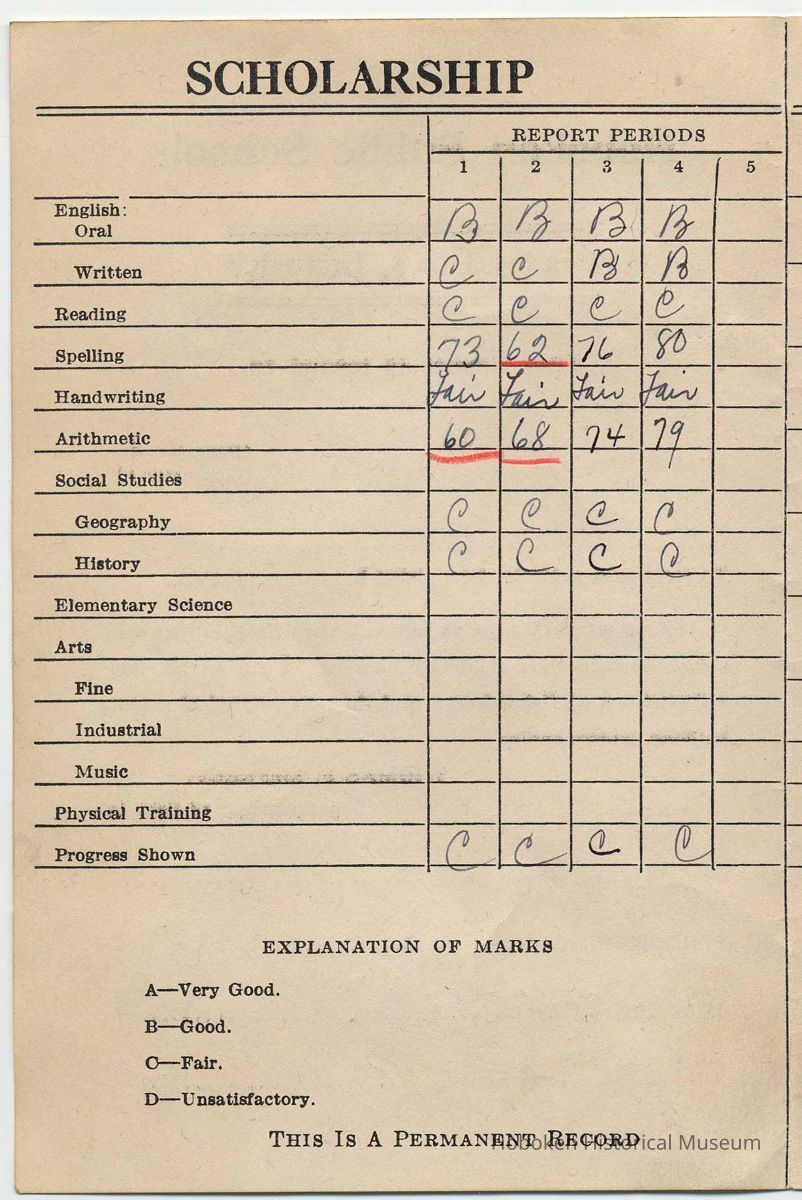 SCHOLARSHIP
REPORT PERIODS
1 2 3 4 5
English:
Oral B B B B
Written C C B B
Reading C C C C
Spelling 73 62 76 80
Handwriting Fair Fair Fair Fair
Arithmetic 60 68 74 79
Social Studies
Geography C C C C
History C C C C
Elementary Science
Arts
Fine
Industrial
Music
Physical Training
Progress Shown C C C C
EXPLANATION OF MARKS
A—Very Good.
B—Good.
C—Fair.
D—Unsatisfactory.
THIS IS A PERMANENT RECORD
Hoboken Historical Museum